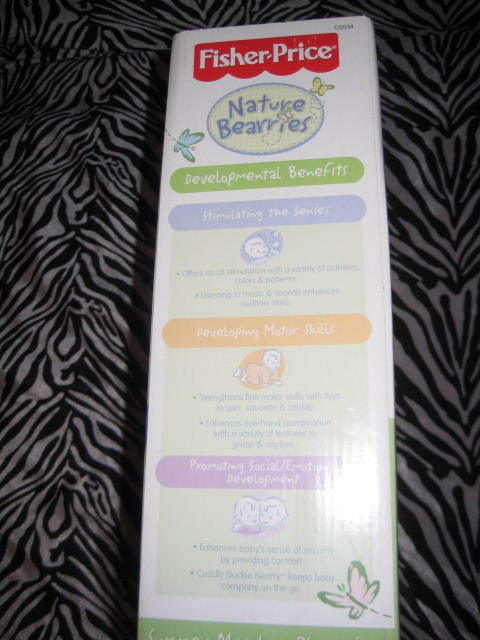 C0534
Fisher-Price®
Nature
Bearries™
Developmental Benefits
Stimulating the Senses
• Offers visual stimulation with a variety of activities,
colors & patterns.
• Listening to music & sounds enhances
auditory skills.
Developing Motor Skills
• Strengthens fine motor skills with toys
to spin, squeeze & crinkle.
• Enhances eye-hand coordination
with a variety of textures to
grasp & explore.
Promoting Social/Emotional
Development
• Enhances baby's sense of security
by providing comfort.
• Cuddly Duckie Bearry™ keeps baby
company on the go.